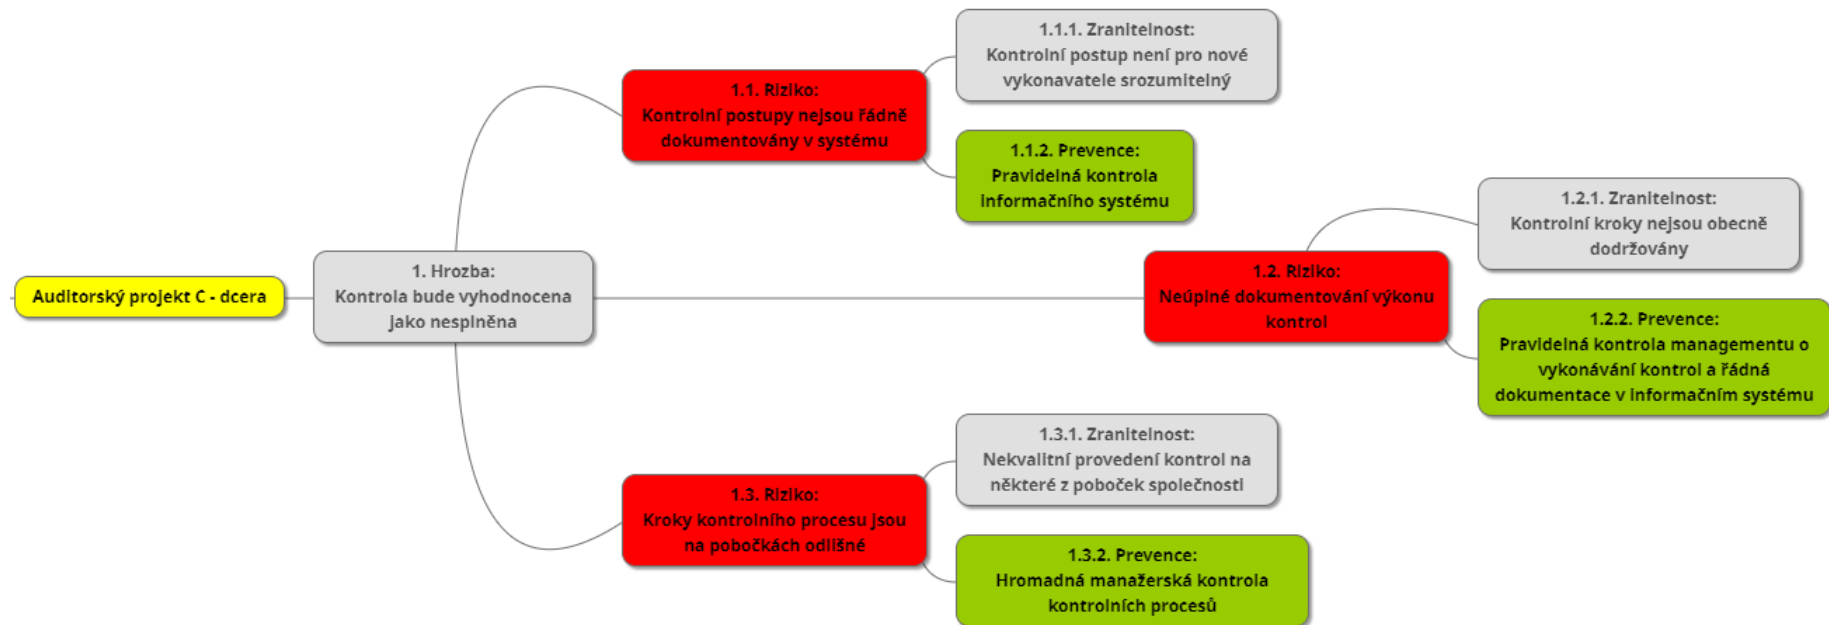 Auditorský projekt C - dcera
1. Hrozba:
Kontrola bude vyhodnocena
jako nesplněna
1.1. Riziko:
Kontrolní postupy nejsou řádně
dokumentovány v systému
1.1.1. Zranitelnost:
Kontrolní postup není pro nové
vykonavatele srozumitelný
1.1.2. Prevence:
Pravidelná kontrola
informačního systému
1.2. Riziko:
Neúplné dokumentování výkonu
kontrol
1.2.1. Zranitelnost:
Kontrolní kroky nejsou obecně
dodržovány
1.2.2. Prevence:
Pravidelná kontrola managementu o
vykonávání kontrol a řádná
dokumentace v informačním systému
1.3. Riziko:
Kroky kontrolního procesu jsou
na pobočkách odlišné
1.3.1. Zranitelnost:
Nekvalitní provedení kontrol na
některé z poboček společnosti
1.3.2. Prevence:
Hromadná manažerská kontrola
kontrolních procesů